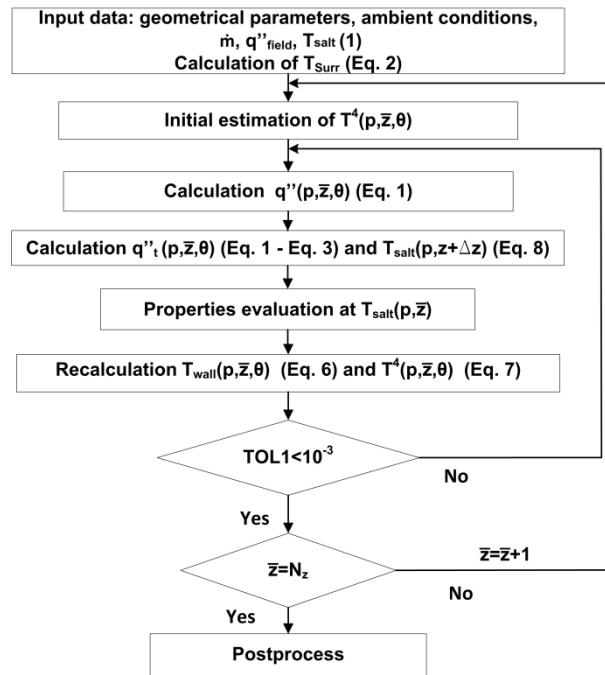 Input data: geometrical parameters, ambient conditions,
ṁ, q''field, Tsalt (1)
Calculation of TSurr (Eq. 2)
Initial estimation of T⁴(p,z̅,θ)
Calculation q''(p,z̅,θ) (Eq. 1)
Calculation q''t (p,z̅,θ) (Eq. 1 - Eq. 3) and Tsalt(p,z+Δz) (Eq. 8)
Properties evaluation at Tsalt(p,z̅)
Recalculation Twall(p,z̅,θ) (Eq. 6) and T⁴(p,z̅,θ) (Eq. 7)
TOL1<10⁻³
No
Yes
z̅=Nz
z̅=z̅+1
No
Yes
Postprocess